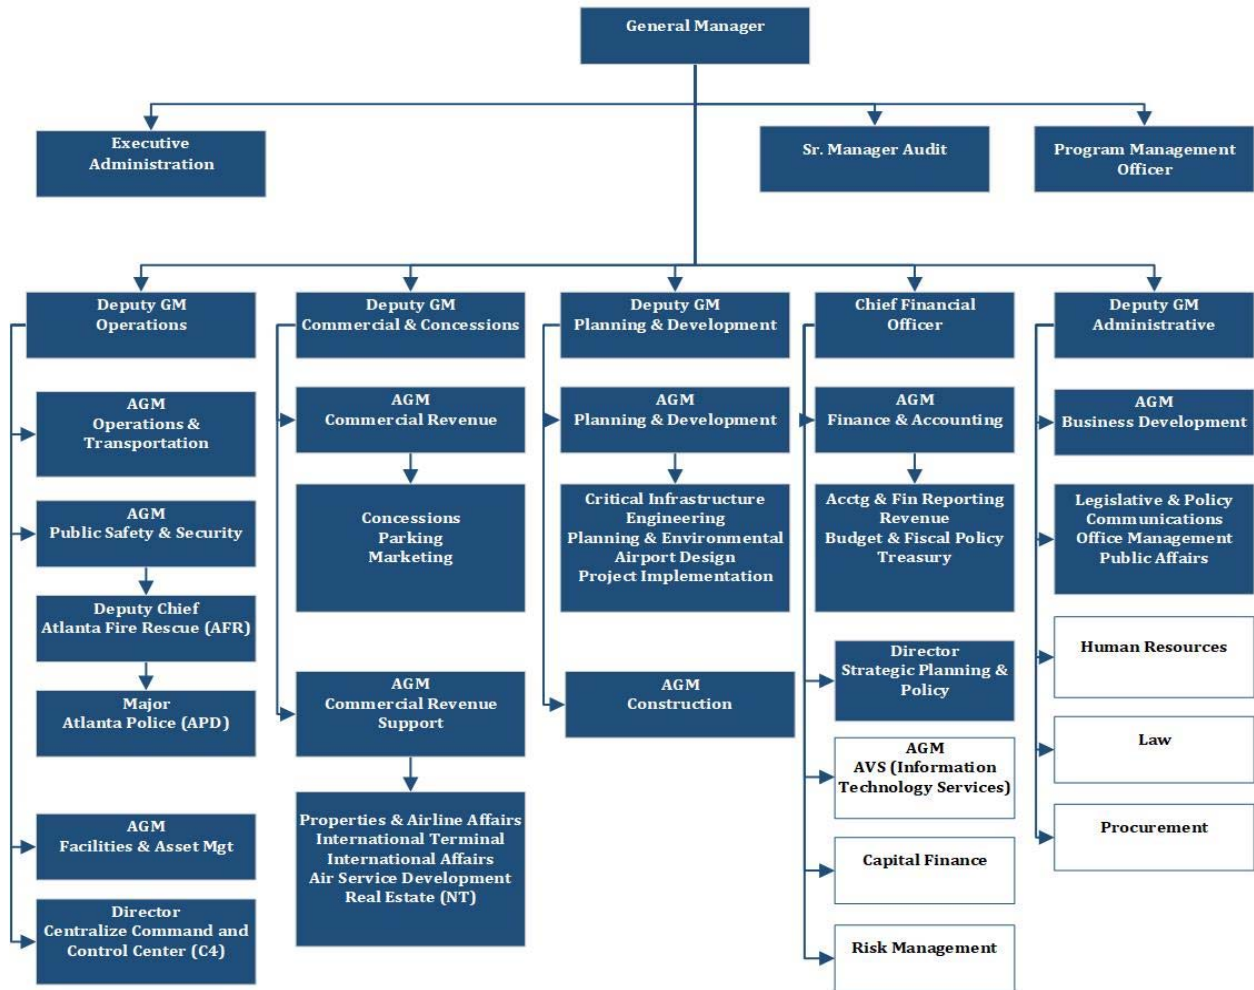 General Manager
Executive
Administration
Sr. Manager Audit
Program Management
Officer
Deputy GM
Operations
Deputy GM
Commercial & Concessions
Deputy GM
Planning & Development
Chief Financial
Officer
Deputy GM
Administrative
AGM
Operations &
Transportation
AGM
Public Safety & Security
Deputy Chief
Atlanta Fire Rescue (AFR)
Major
Atlanta Police (APD)
AGM
Facilities & Asset Mgt
Director
Centralize Command and
Control Center (C4)
AGM
Commercial Revenue
Concessions
Parking
Marketing
AGM
Commercial Revenue
Support
Properties & Airline Affairs
International Terminal
International Affairs
Air Service Development
Real Estate (NT)
AGM
Planning & Development
Critical Infrastructure
Engineering
Planning & Environmental
Airport Design
Project Implementation
AGM
Construction
AGM
Finance & Accounting
Acctg & Fin Reporting
Revenue
Budget & Fiscal Policy
Treasury
Director
Strategic Planning &
Policy
AGM
AVS (Information
Technology Services)
Capital Finance
Risk Management
AGM
Business Development
Legislative & Policy
Communications
Office Management
Public Affairs
Human Resources
Law
Procurement